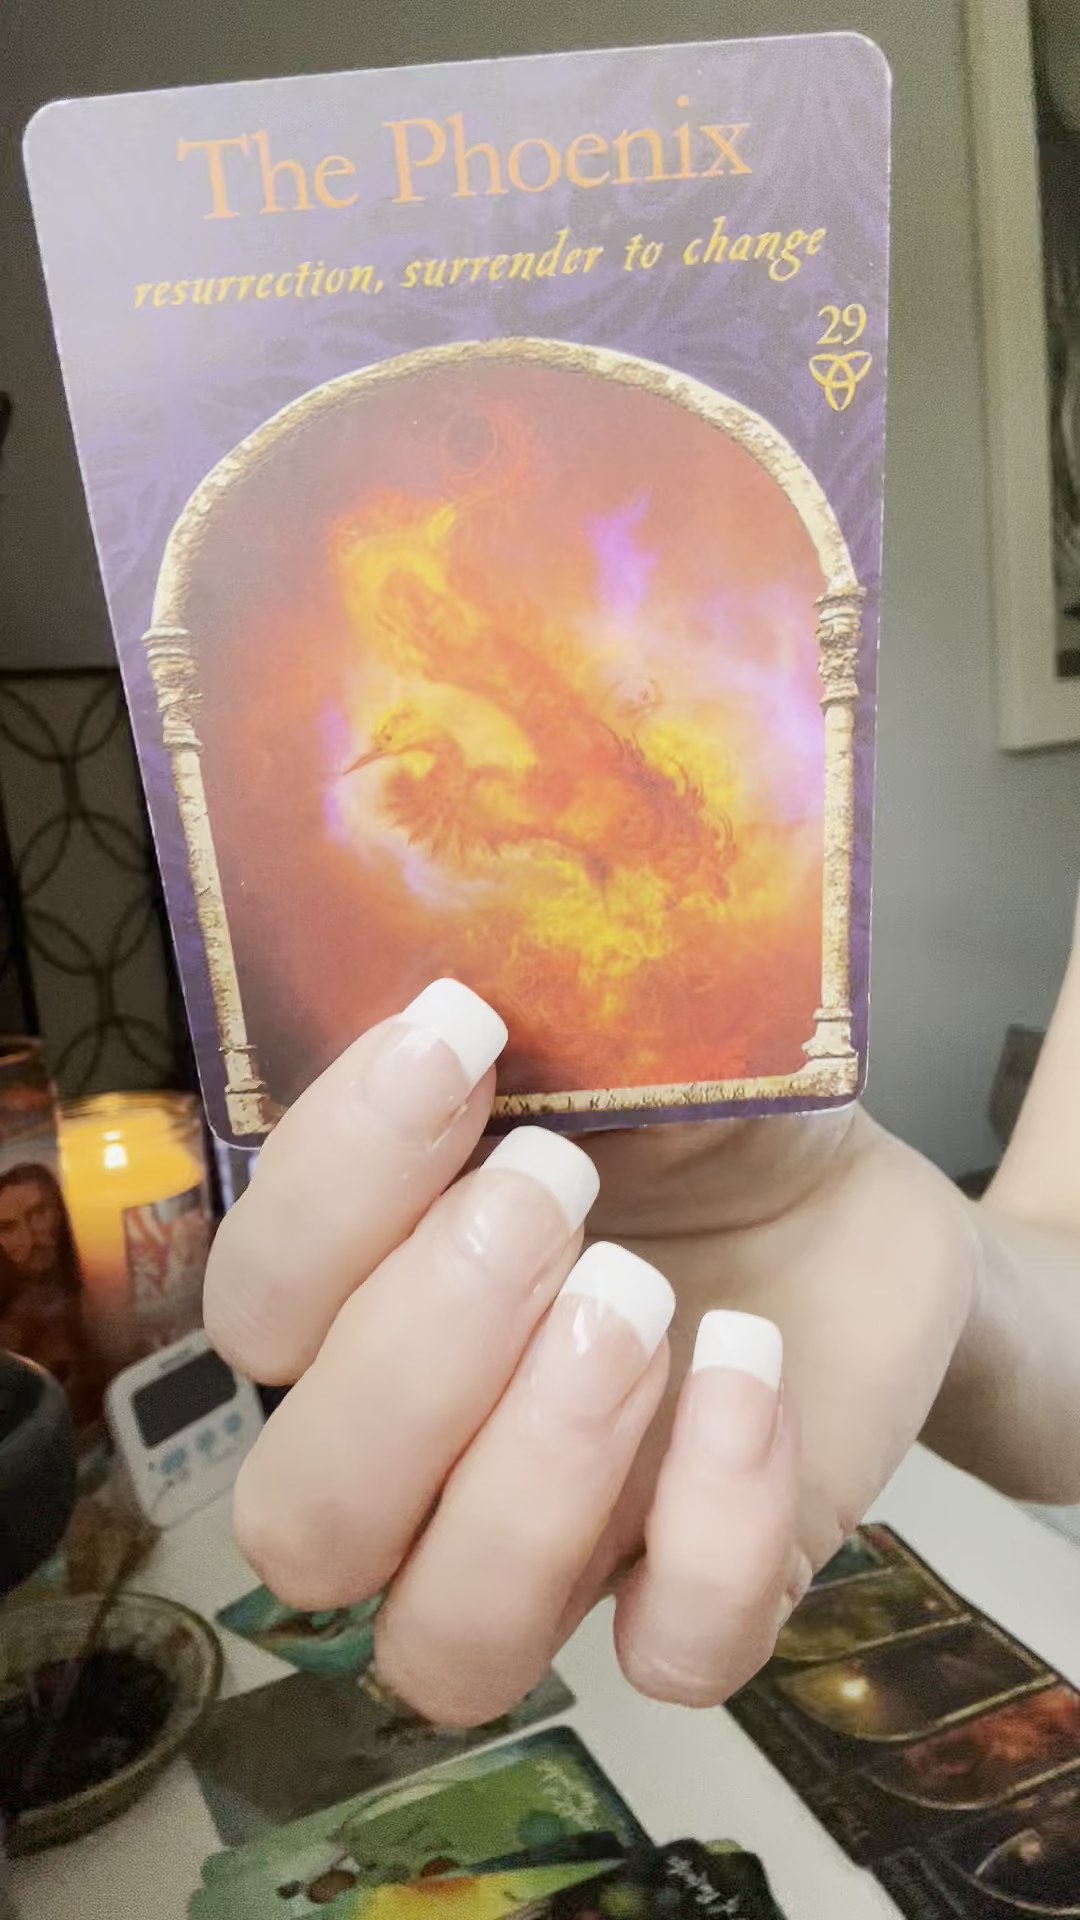 The Phoenix
resurrection, surrender to change
29